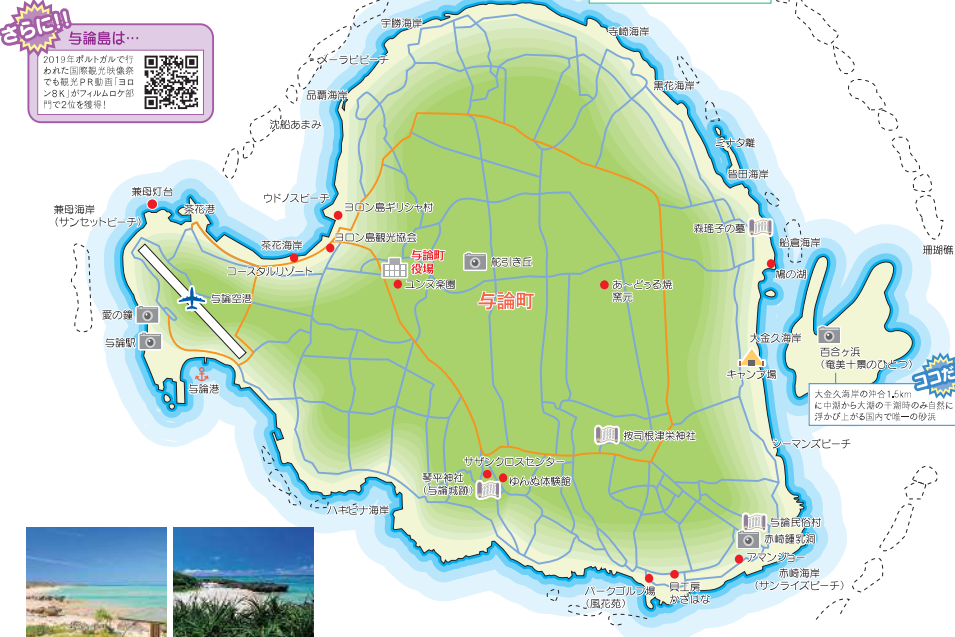 さらに!!
与論島は…
2019年ポルトガルで行
われた国際観光映像祭
でも観光PR動画「ヨロ
ン8K」がフィルムロケ部
門で2位を獲得!
宇勝海岸
寺崎海岸
メーラビビーチ
黒花海岸
品覇海岸
沈船あまみ
ミナタ離
皆田海岸
兼母灯台
ウドノスビーチ
茶花港
兼母海岸
(サンセットビーチ)
ヨロン島ギリシャ村
森瑤子の墓
船倉海岸
珊瑚礁
茶花海岸
ヨロン島観光協会
コースタルリゾート
与論町
役場
舵引き丘
鳩の湖
ユンヌ楽園
あーどぅる焼
窯元
与論町
与論空港
愛の鐘
与論駅
大金久海岸
百合ヶ浜
(奄美十景のひとつ)
ココだ
キャンプ場
与論港
大金久海岸の沖合1.5km
に中潮から大潮の干潮時のみ自然に
浮かび上がる国内で唯一の砂浜
按司根津栄神社
シーマンズビーチ
サザンクロスセンター
琴平神社
(与論城跡)
ゆんぬ体験館
ハキビナ海岸
与論民俗村
赤崎鍾乳洞
アマンジョー
赤崎海岸
(サンライズビーチ)
パークゴルフ場
(風花苑)
貝工房
かさはな